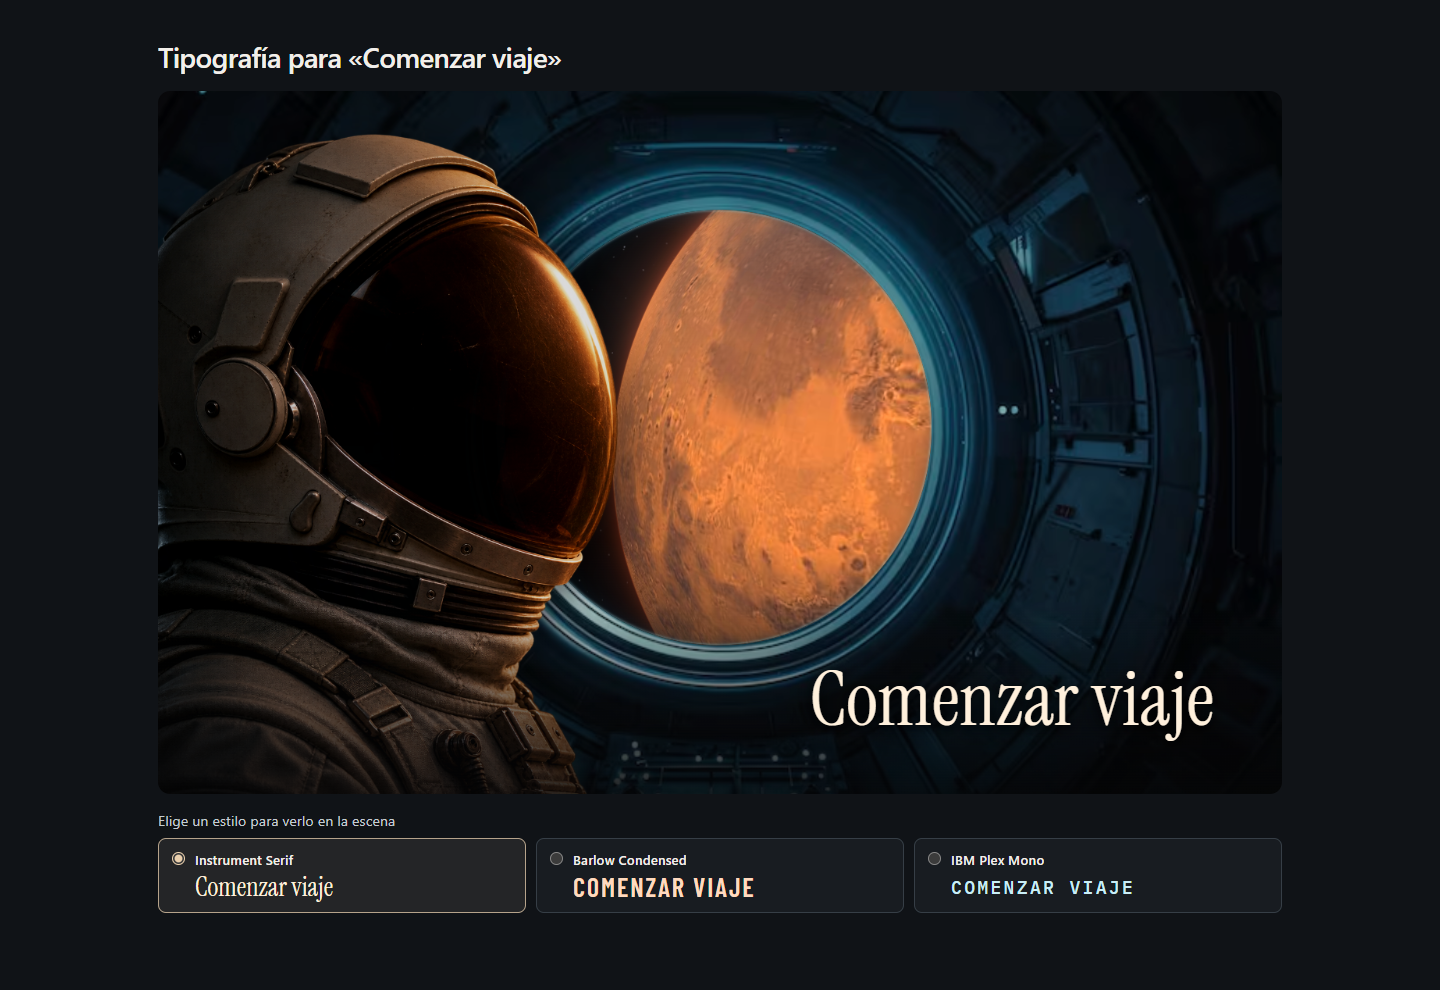 Tipografía para «Comenzar viaje»
Comenzar viaje
Elige un estilo para verlo en la escena
Instrument Serif
Comenzar viaje
Barlow Condensed
COMENZAR VIAJE
IBM Plex Mono
COMENZAR VIAJE